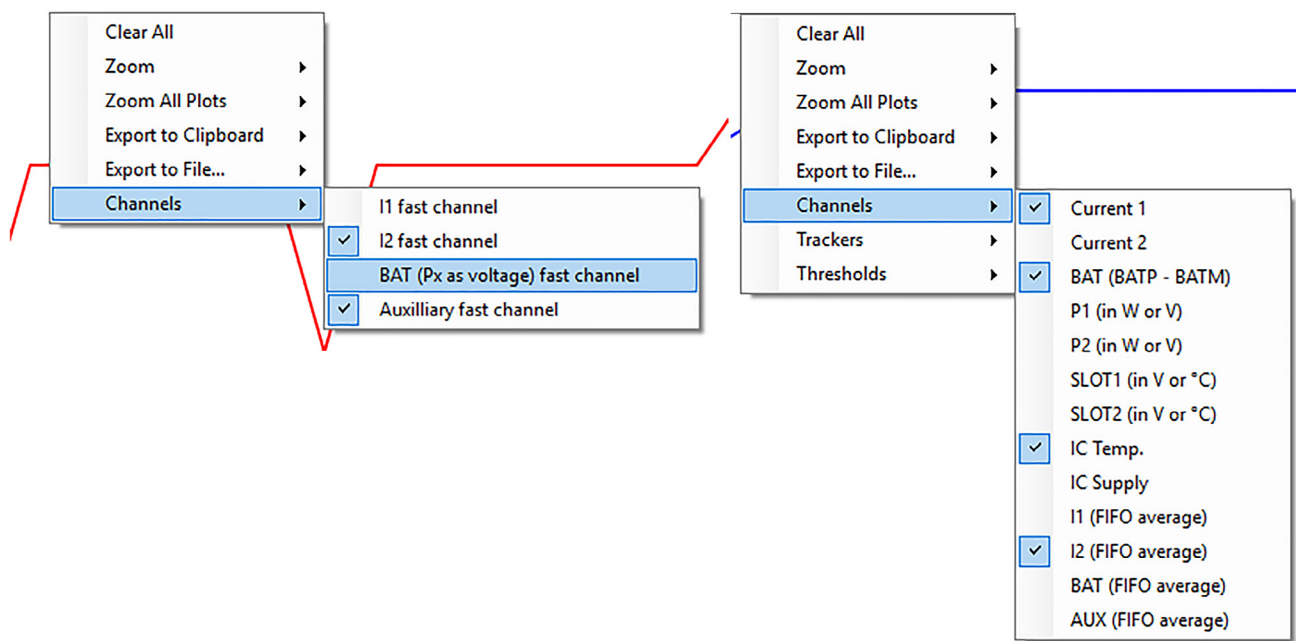 Clear All
Zoom
Zoom All Plots
Export to Clipboard
Export to File...
Channels
I1 fast channel
I2 fast channel
BAT (Px as voltage) fast channel
Auxilliary fast channel
Clear All
Zoom
Zoom All Plots
Export to Clipboard
Export to File...
Channels
Trackers
Thresholds
Current 1
Current 2
BAT (BATP - BATM)
P1 (in W or V)
P2 (in W or V)
SLOT1 (in V or °C)
SLOT2 (in V or °C)
IC Temp.
IC Supply
I1 (FIFO average)
I2 (FIFO average)
BAT (FIFO average)
AUX (FIFO average)